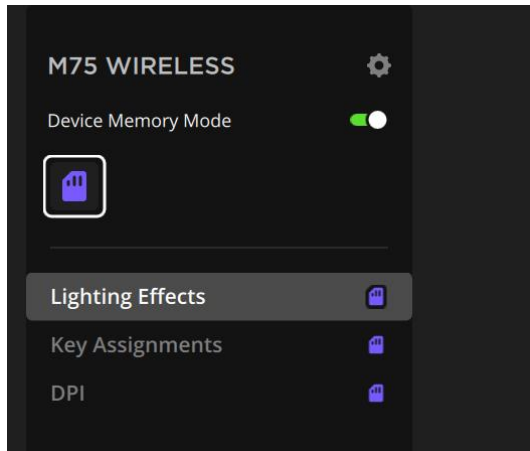 M75 WIRELESS
Device Memory Mode
Lighting Effects
Key Assignments
DPI